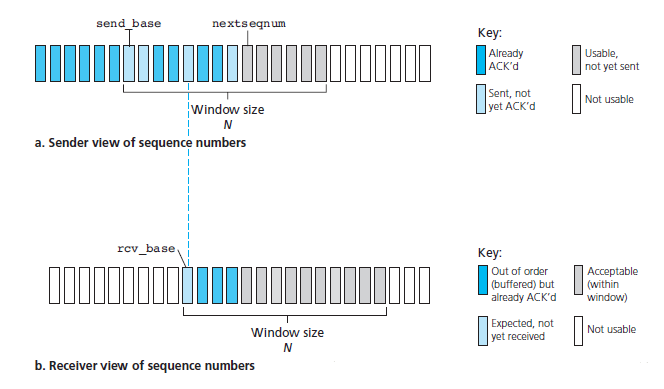 send_base
nextseqnum
Window size
N
a. Sender view of sequence numbers
Key:
Already
ACK'd
Usable,
not yet sent
Sent, not
yet ACK'd
Not usable
rcv_base
Window size
N
b. Receiver view of sequence numbers
Key:
Out of order
(buffered) but
already ACK'd
Acceptable
(within
window)
Expected, not
yet received
Not usable